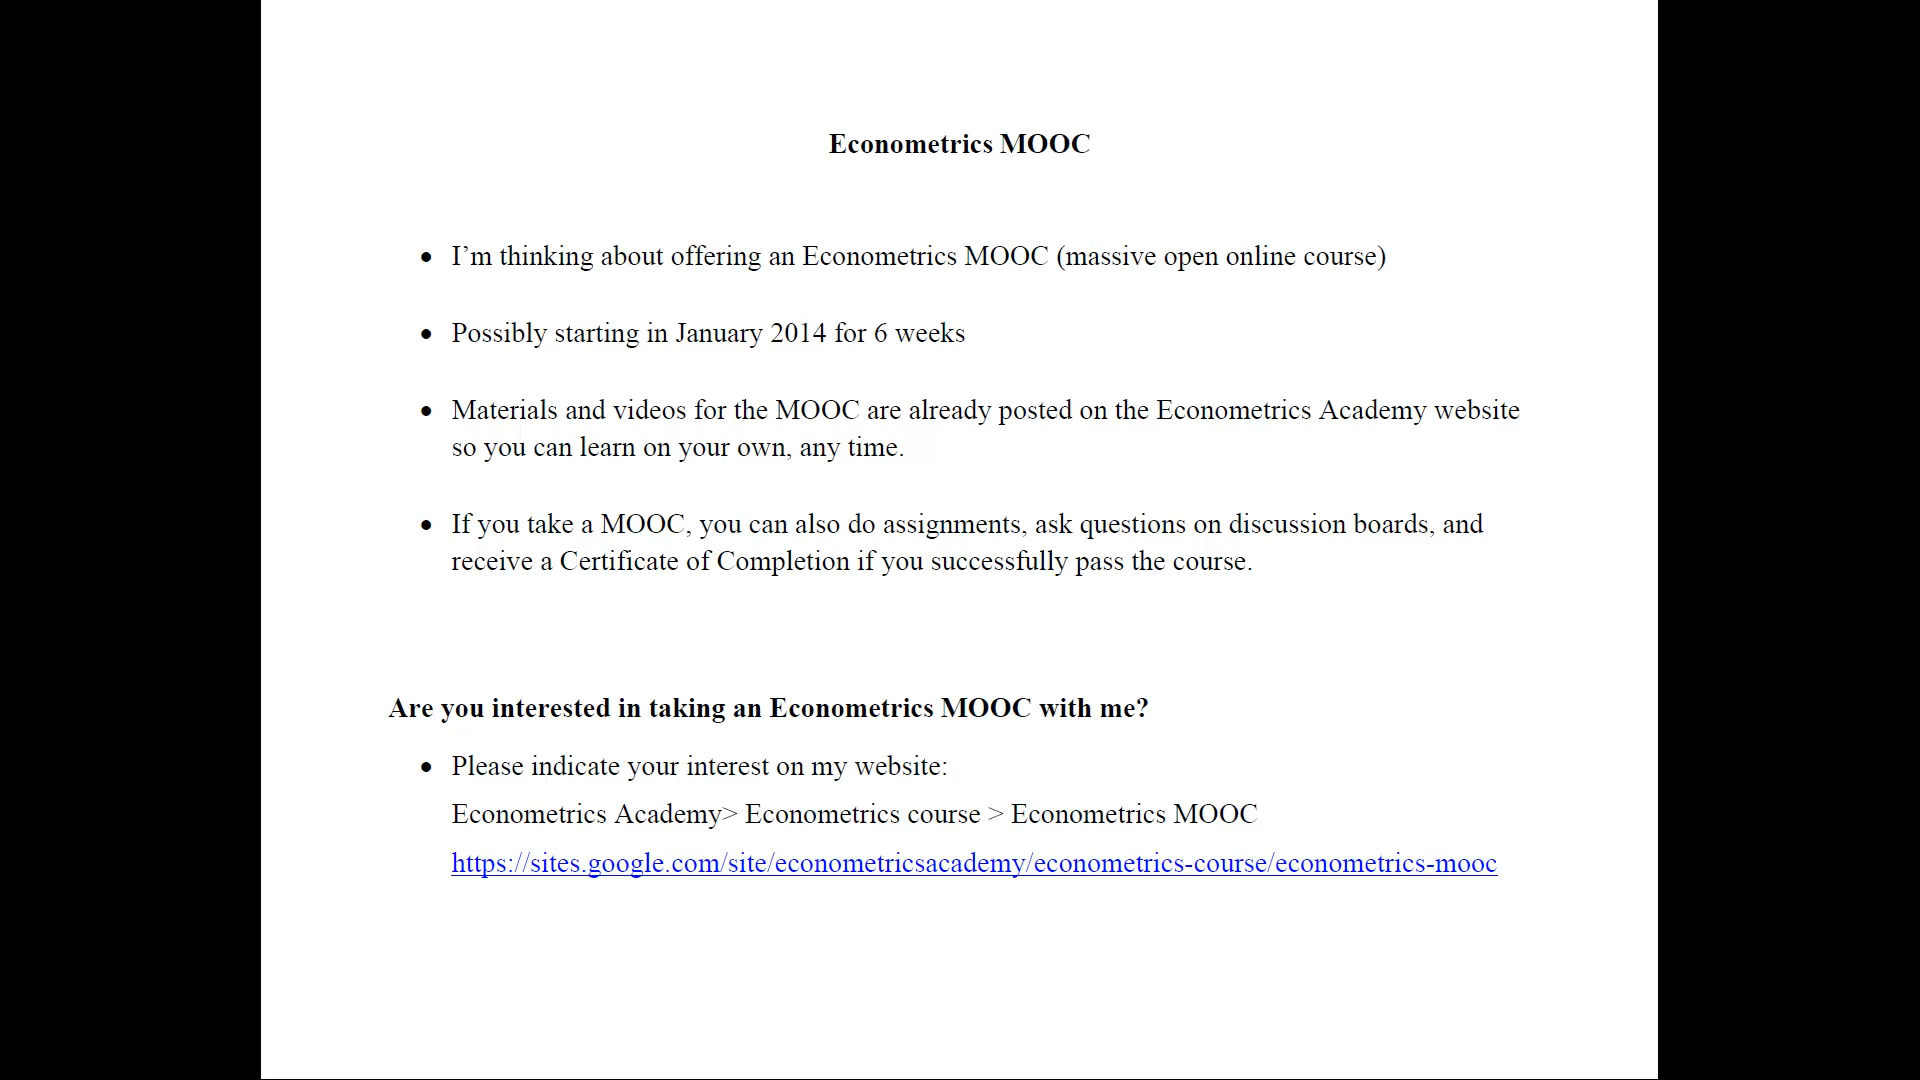 Econometrics MOOC
• I’m thinking about offering an Econometrics MOOC (massive open online course)
• Possibly starting in January 2014 for 6 weeks
• Materials and videos for the MOOC are already posted on the Econometrics Academy website
so you can learn on your own, any time.
• If you take a MOOC, you can also do assignments, ask questions on discussion boards, and
receive a Certificate of Completion if you successfully pass the course.
Are you interested in taking an Econometrics MOOC with me?
• Please indicate your interest on my website:
Econometrics Academy> Econometrics course > Econometrics MOOC
https://sites.google.com/site/econometricsacademy/econometrics-course/econometrics-mooc